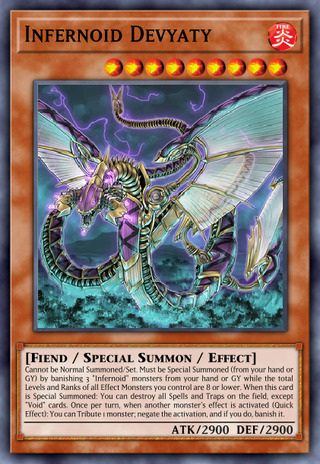 Infernoid Devyaty
FIRE
炎
[Fiend / Special Summon / Effect]
Cannot be Normal Summoned/Set. Must be Special Summoned (from your hand or
GY) by banishing 3 "Infernoid" monsters from your hand or GY while the total
Levels and Ranks of all Effect Monsters you control are 8 or lower. When this card
is Special Summoned: You can destroy all Spells and Traps on the field, except
"Void" cards. Once per turn, when another monster's effect is activated (Quick
Effect): You can Tribute 1 monster; negate the activation, and if you do, banish it.
ATK/2900 DEF/2900